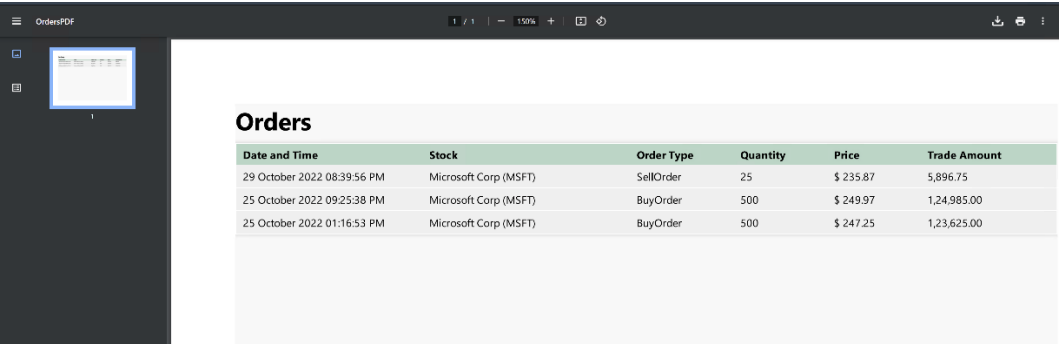 OrdersPDF 1 / 1 150%
1
Orders
Date and Time Stock Order Type Quantity Price Trade Amount
29 October 2022 08:39:56 PM Microsoft Corp (MSFT) SellOrder 25 $ 235.87 5,896.75
25 October 2022 09:25:38 PM Microsoft Corp (MSFT) BuyOrder 500 $ 249.97 1,24,985.00
25 October 2022 01:16:53 PM Microsoft Corp (MSFT) BuyOrder 500 $ 247.25 1,23,625.00